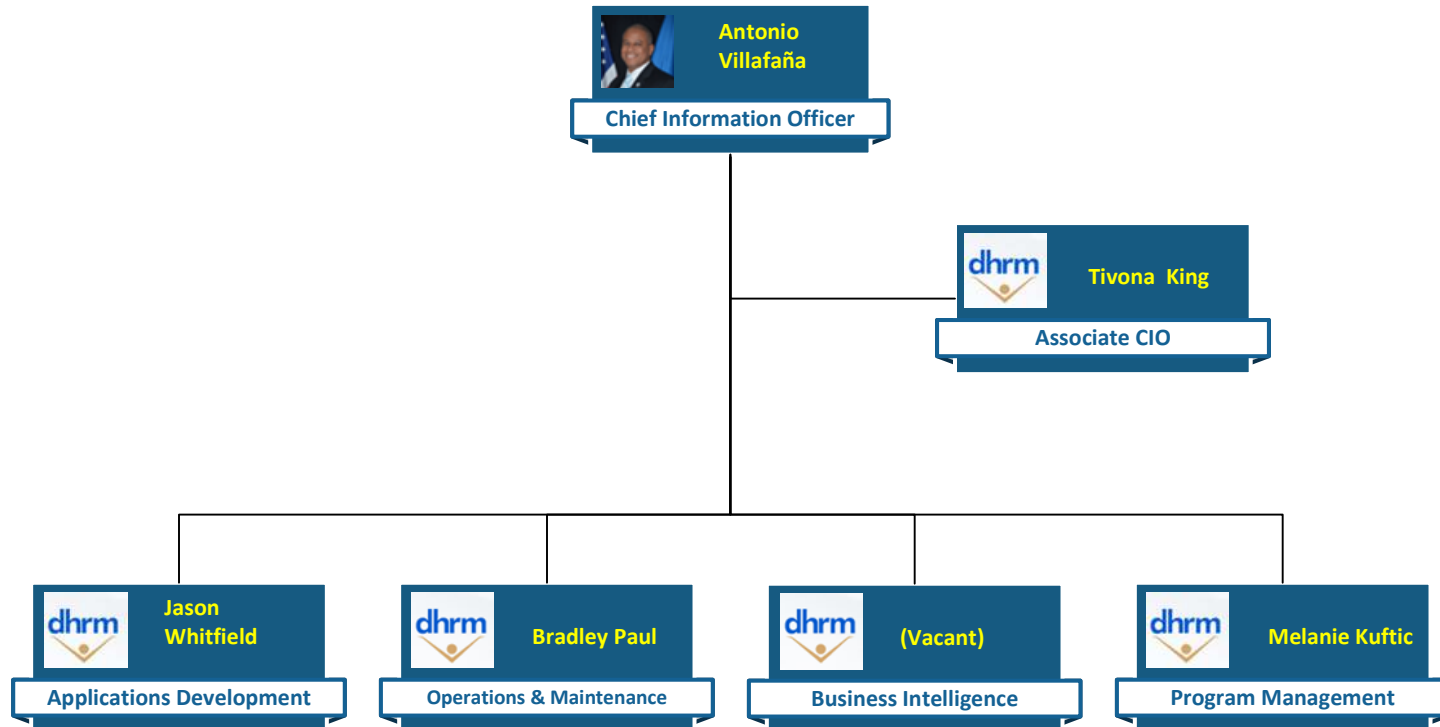 Antonio
Villafaña
Chief Information Officer
dhrm
Tivona  King
Associate CIO
dhrm
Jason
Whitfield
Applications Development
dhrm
Bradley Paul
Operations & Maintenance
dhrm
(Vacant)
Business Intelligence
dhrm
Melanie Kuftic
Program Management